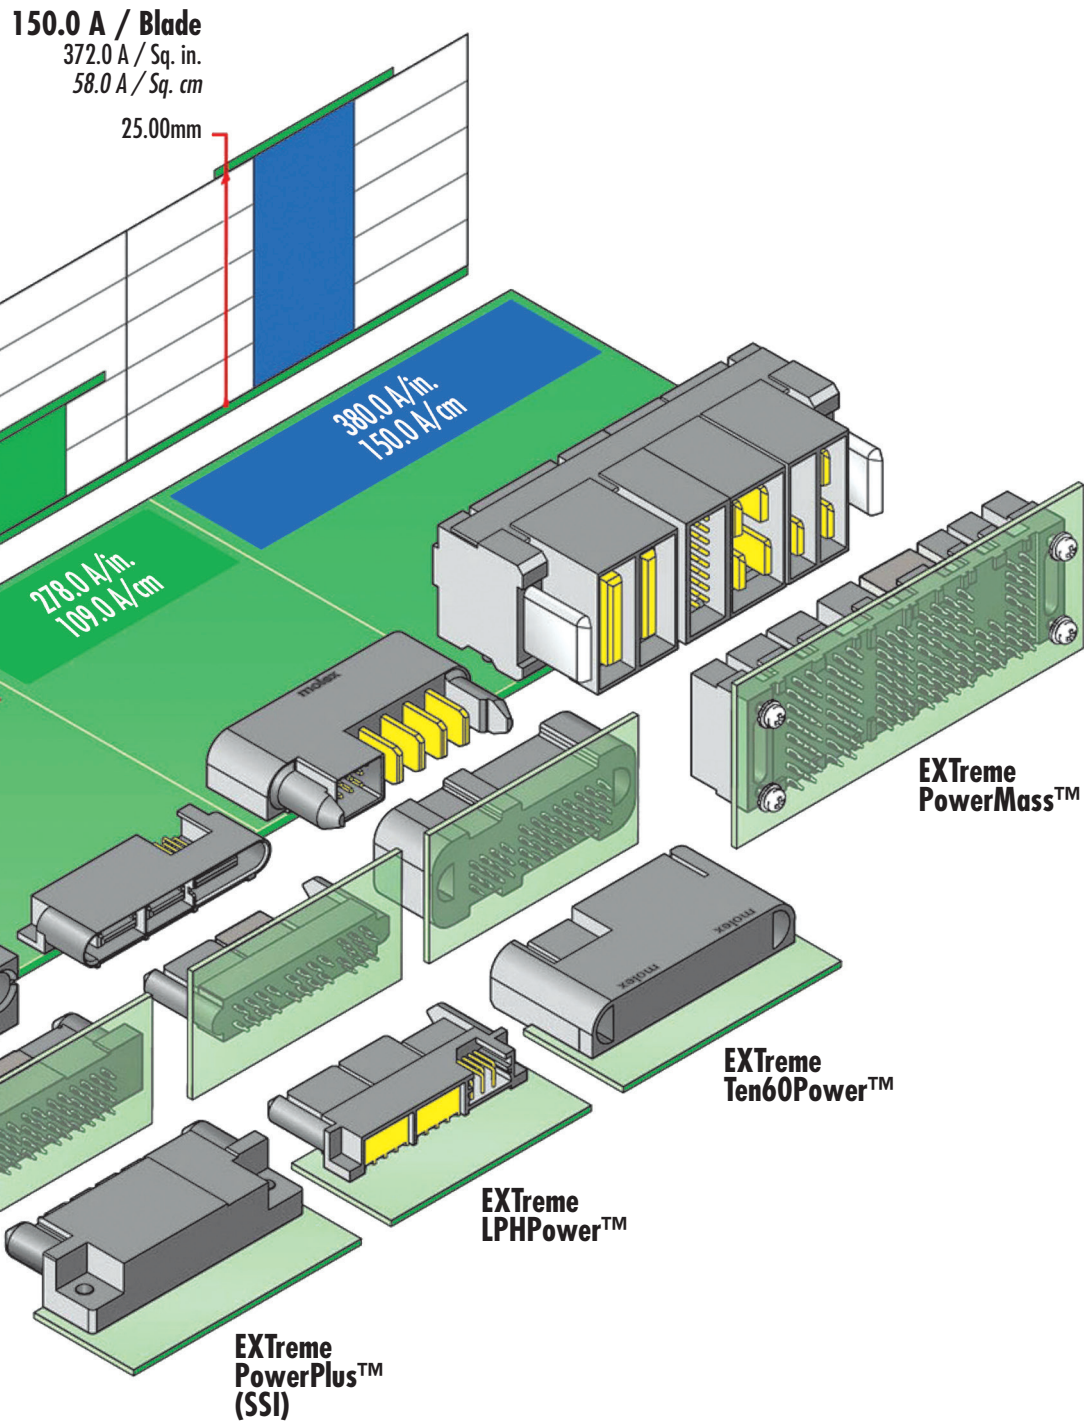 150.0 A / Blade
372.0 A / Sq. in.
58.0 A / Sq. cm
25.00mm
380.0 A/in.
150.0 A/cm
278.0 A/in.
109.0 A/cm
molex
EXTreme
PowerMass™
molex
molex
EXTreme
Ten60Power™
EXTreme
LPHPower™
EXTreme
PowerPlus™
(SSI)